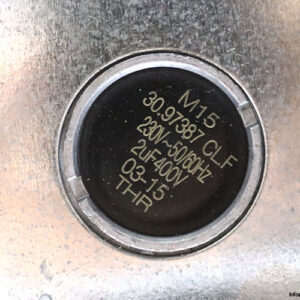 M15
30.97387 CLF
230V~50/60Hz
2uF400V
03-15
THR